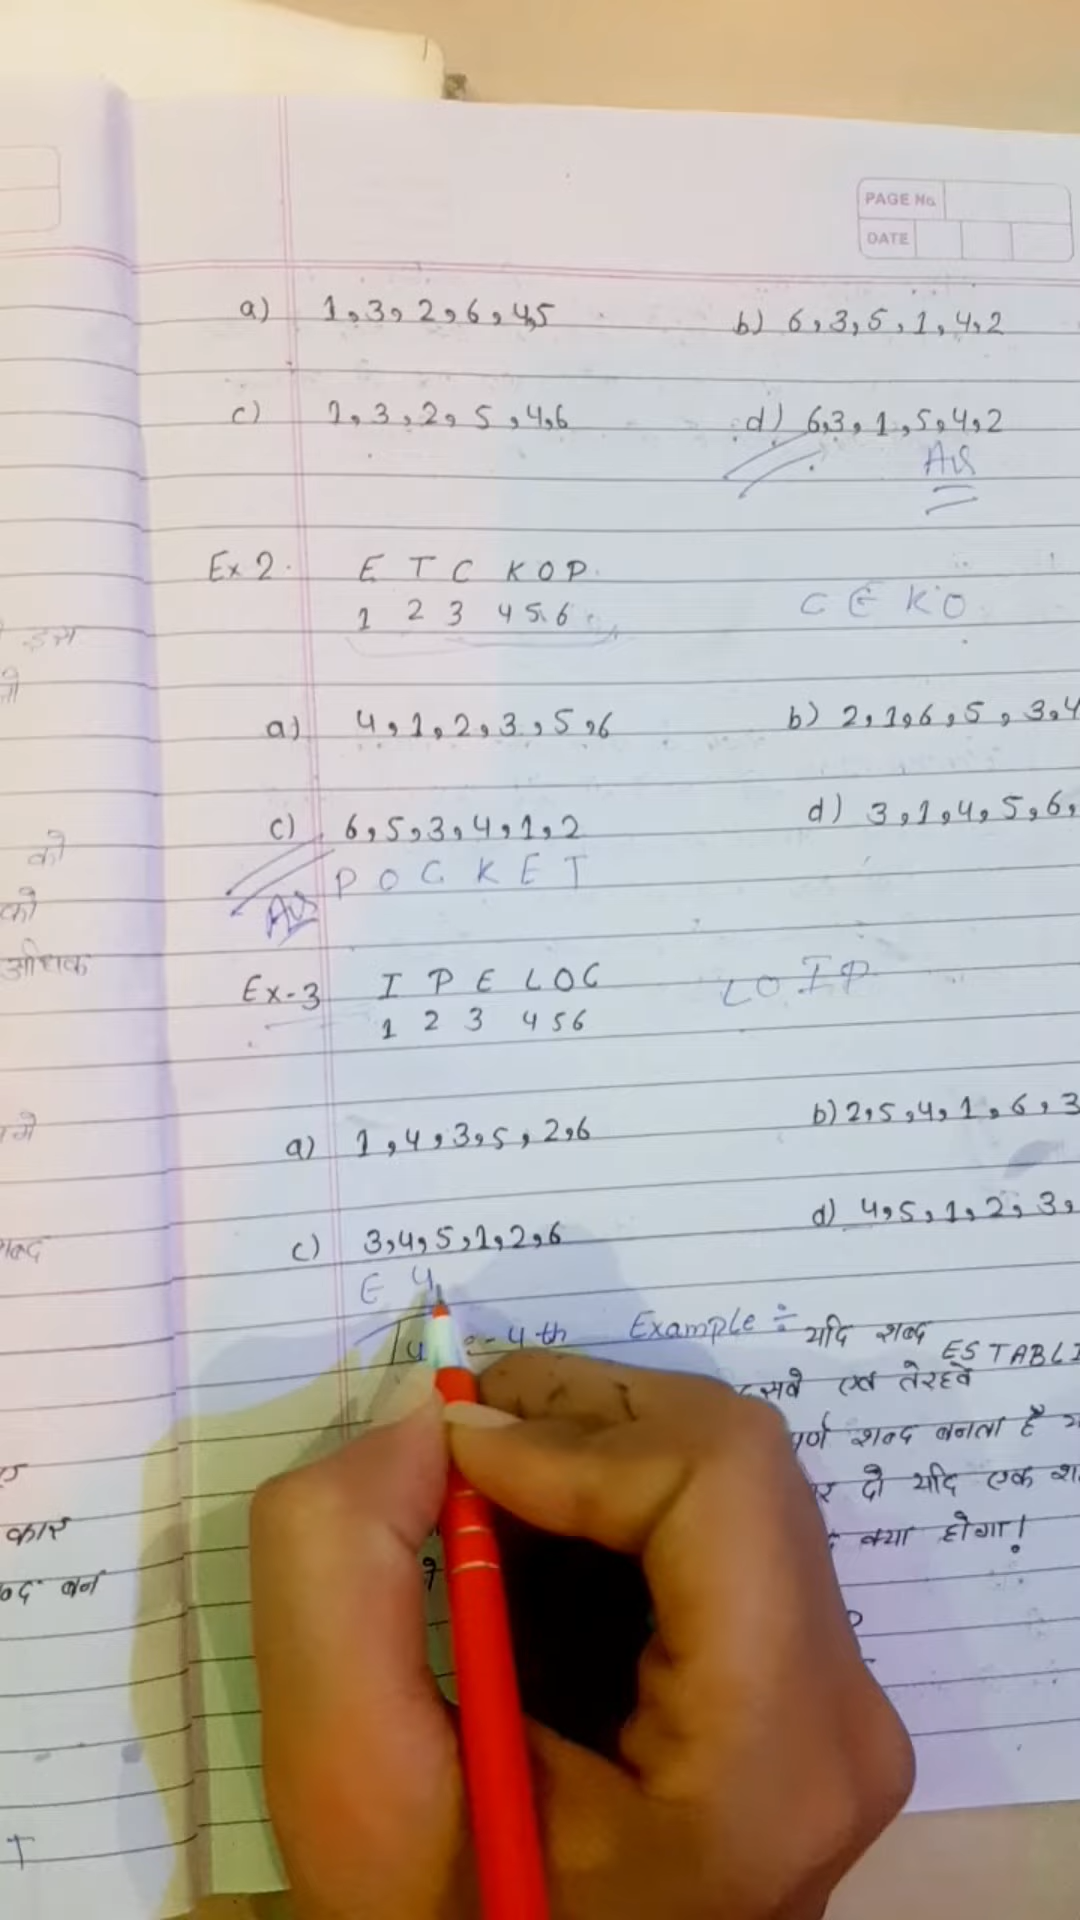 PAGE No.
DATE
a) 1,3,2,6,4,5 b) 6,3,5,1,4,2
c) 1,3,2,5,4,6 d) 6,3,1,5,4,2
Ans
Ex 2. E T C K O P.
1 2 3 4 5 6
C E K O
a) 4,1,2,3,5,6 b) 2,1,6,5,3,4
c) 6,5,3,4,1,2 d) 3,1,4,5,6,
P O C K E T
Ans
Ex-3 I P E L O C
1 2 3 4 5 6
L O I P
a) 1,4,3,5,2,6 b) 2,5,4,1,6,3
c) 3,4,5,1,2,6 d) 4,5,1,2,3,
E
4-th Example ÷ यदि शब्द ESTABLI
एवं तेरहवें
शब्द बनता है
दो यदि एक
क्या होगा!
को
को
अधिक
बन
T